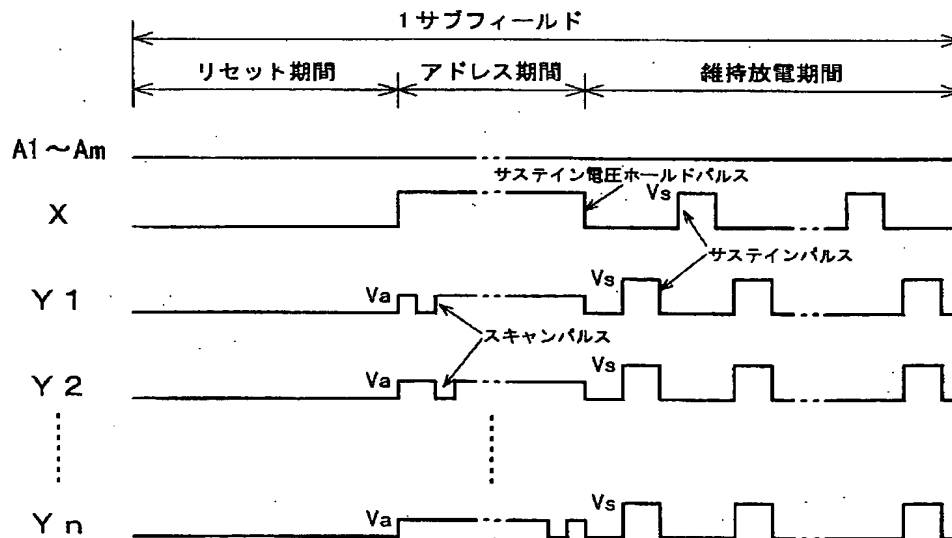 1サブフィールド
リセット期間 アドレス期間 維持放電期間
A1～Am
サステイン電圧ホールドパルス
X
Vs
サステインパルス
Y1
Va
Vs
スキャンパルス
Y2
Va
Vs
Yn
Va
Vs